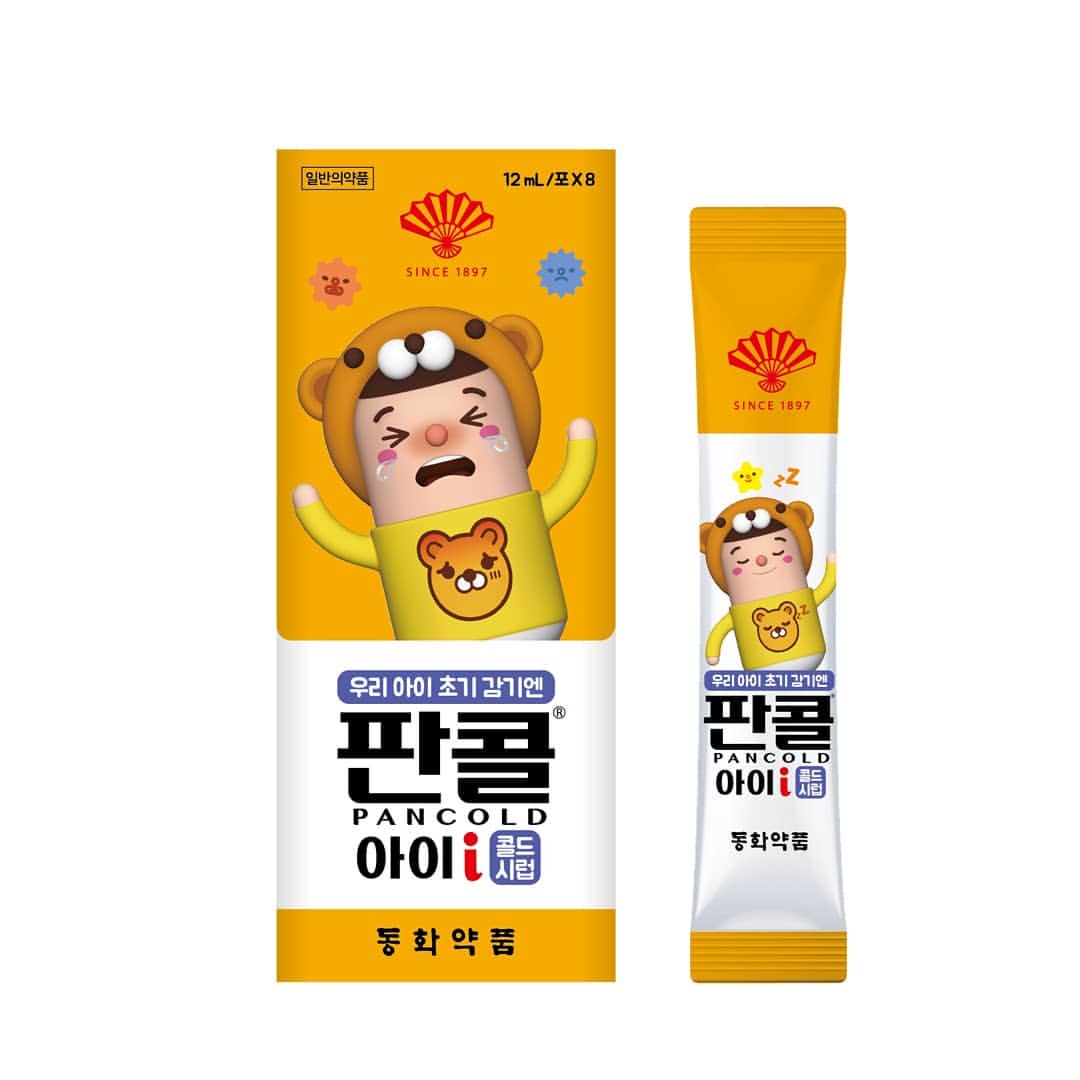 일반의약품
12 mL/포 X 8
SINCE 1897
우리 아이 초기 감기엔
판콜®
PANCOLD
아이 i 콜드
시럽
동화약품
SINCE 1897
zZ
zZ
우리 아이 초기 감기엔
판콜®
PANCOLD
아이 i 콜드
시럽
동화약품